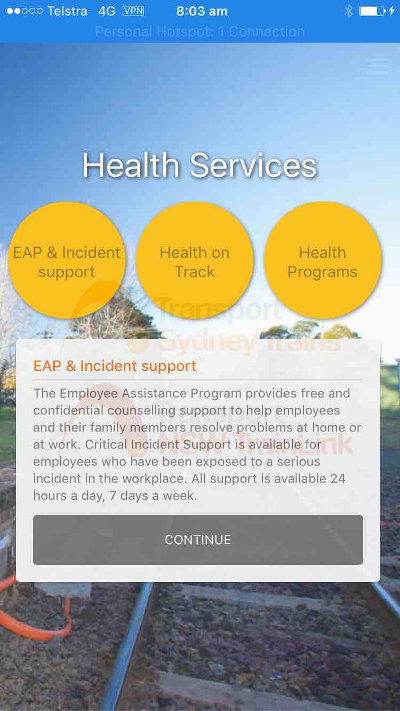 Telstra 4G VPN 8:03 am
Personal Hotspot: 1 Connection
Health Services
EAP & Incident
support
Health on
Track
Health
Programs
Transport
Sydney Trains
EAP & Incident support
The Employee Assistance Program provides free and
confidential counselling support to help employees
and their family members resolve problems at home or
at work. Critical Incident Support is available for
employees who have been exposed to a serious
incident in the workplace. All support is available 24
hours a day, 7 days a week.
NSW TrainLink
CONTINUE